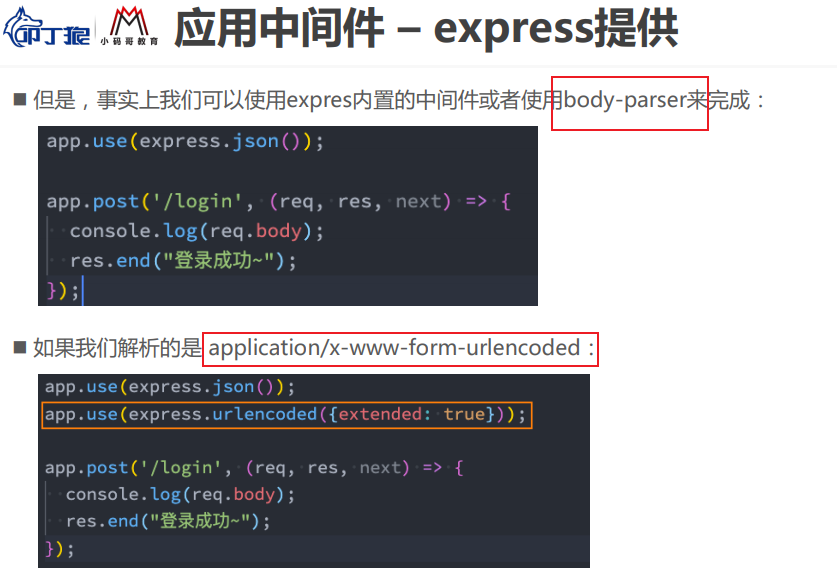 叩丁狼
小码哥教育
应用中间件 – express提供
■ 但是，事实上我们可以使用expres内置的中间件或者使用body-parser来完成：
app.use(express.json());
app.post('/login', (req, res, next) => {
console.log(req.body);
res.end("登录成功~");
});
■ 如果我们解析的是 application/x-www-form-urlencoded：
app.use(express.json());
app.use(express.urlencoded({extended: true}));
app.post('/login', (req, res, next) => {
console.log(req.body);
res.end("登录成功~");
});